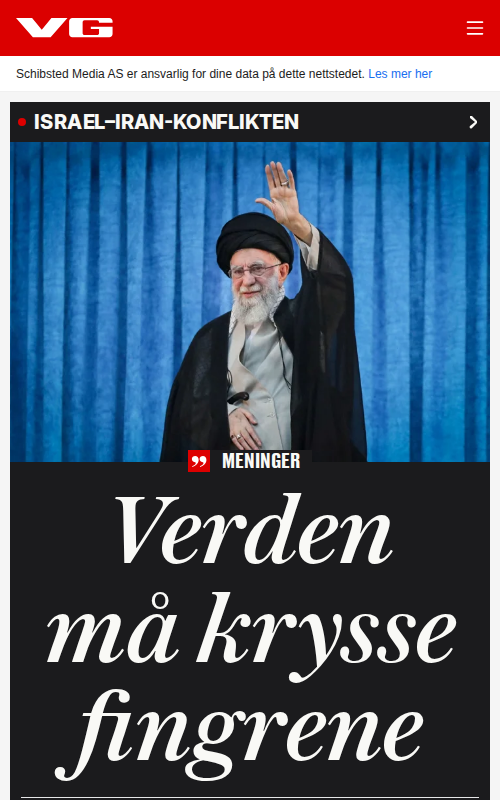 VG
Schibsted Media AS er ansvarlig for dine data på dette nettstedet. Les mer her
ISRAEL–IRAN-KONFLIKTEN
MENINGER
Verden
må krysse
fingrene